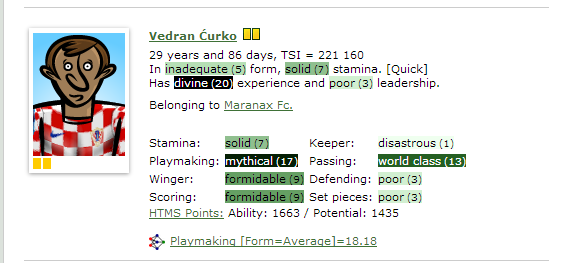 Vedran Ćurko
29 years and 86 days, TSI = 221 160
In inadequate (5) form, solid (7) stamina. [Quick]
Has divine (20) experience and poor (3) leadership.
Belonging to Maranax Fc.
Stamina: solid (7) Keeper: disastrous (1)
Playmaking: mythical (17) Passing: world class (13)
Winger: formidable (9) Defending: poor (3)
Scoring: formidable (9) Set pieces: poor (3)
HTMS Points: Ability: 1663 / Potential: 1435
Playmaking [Form=Average]=18.18